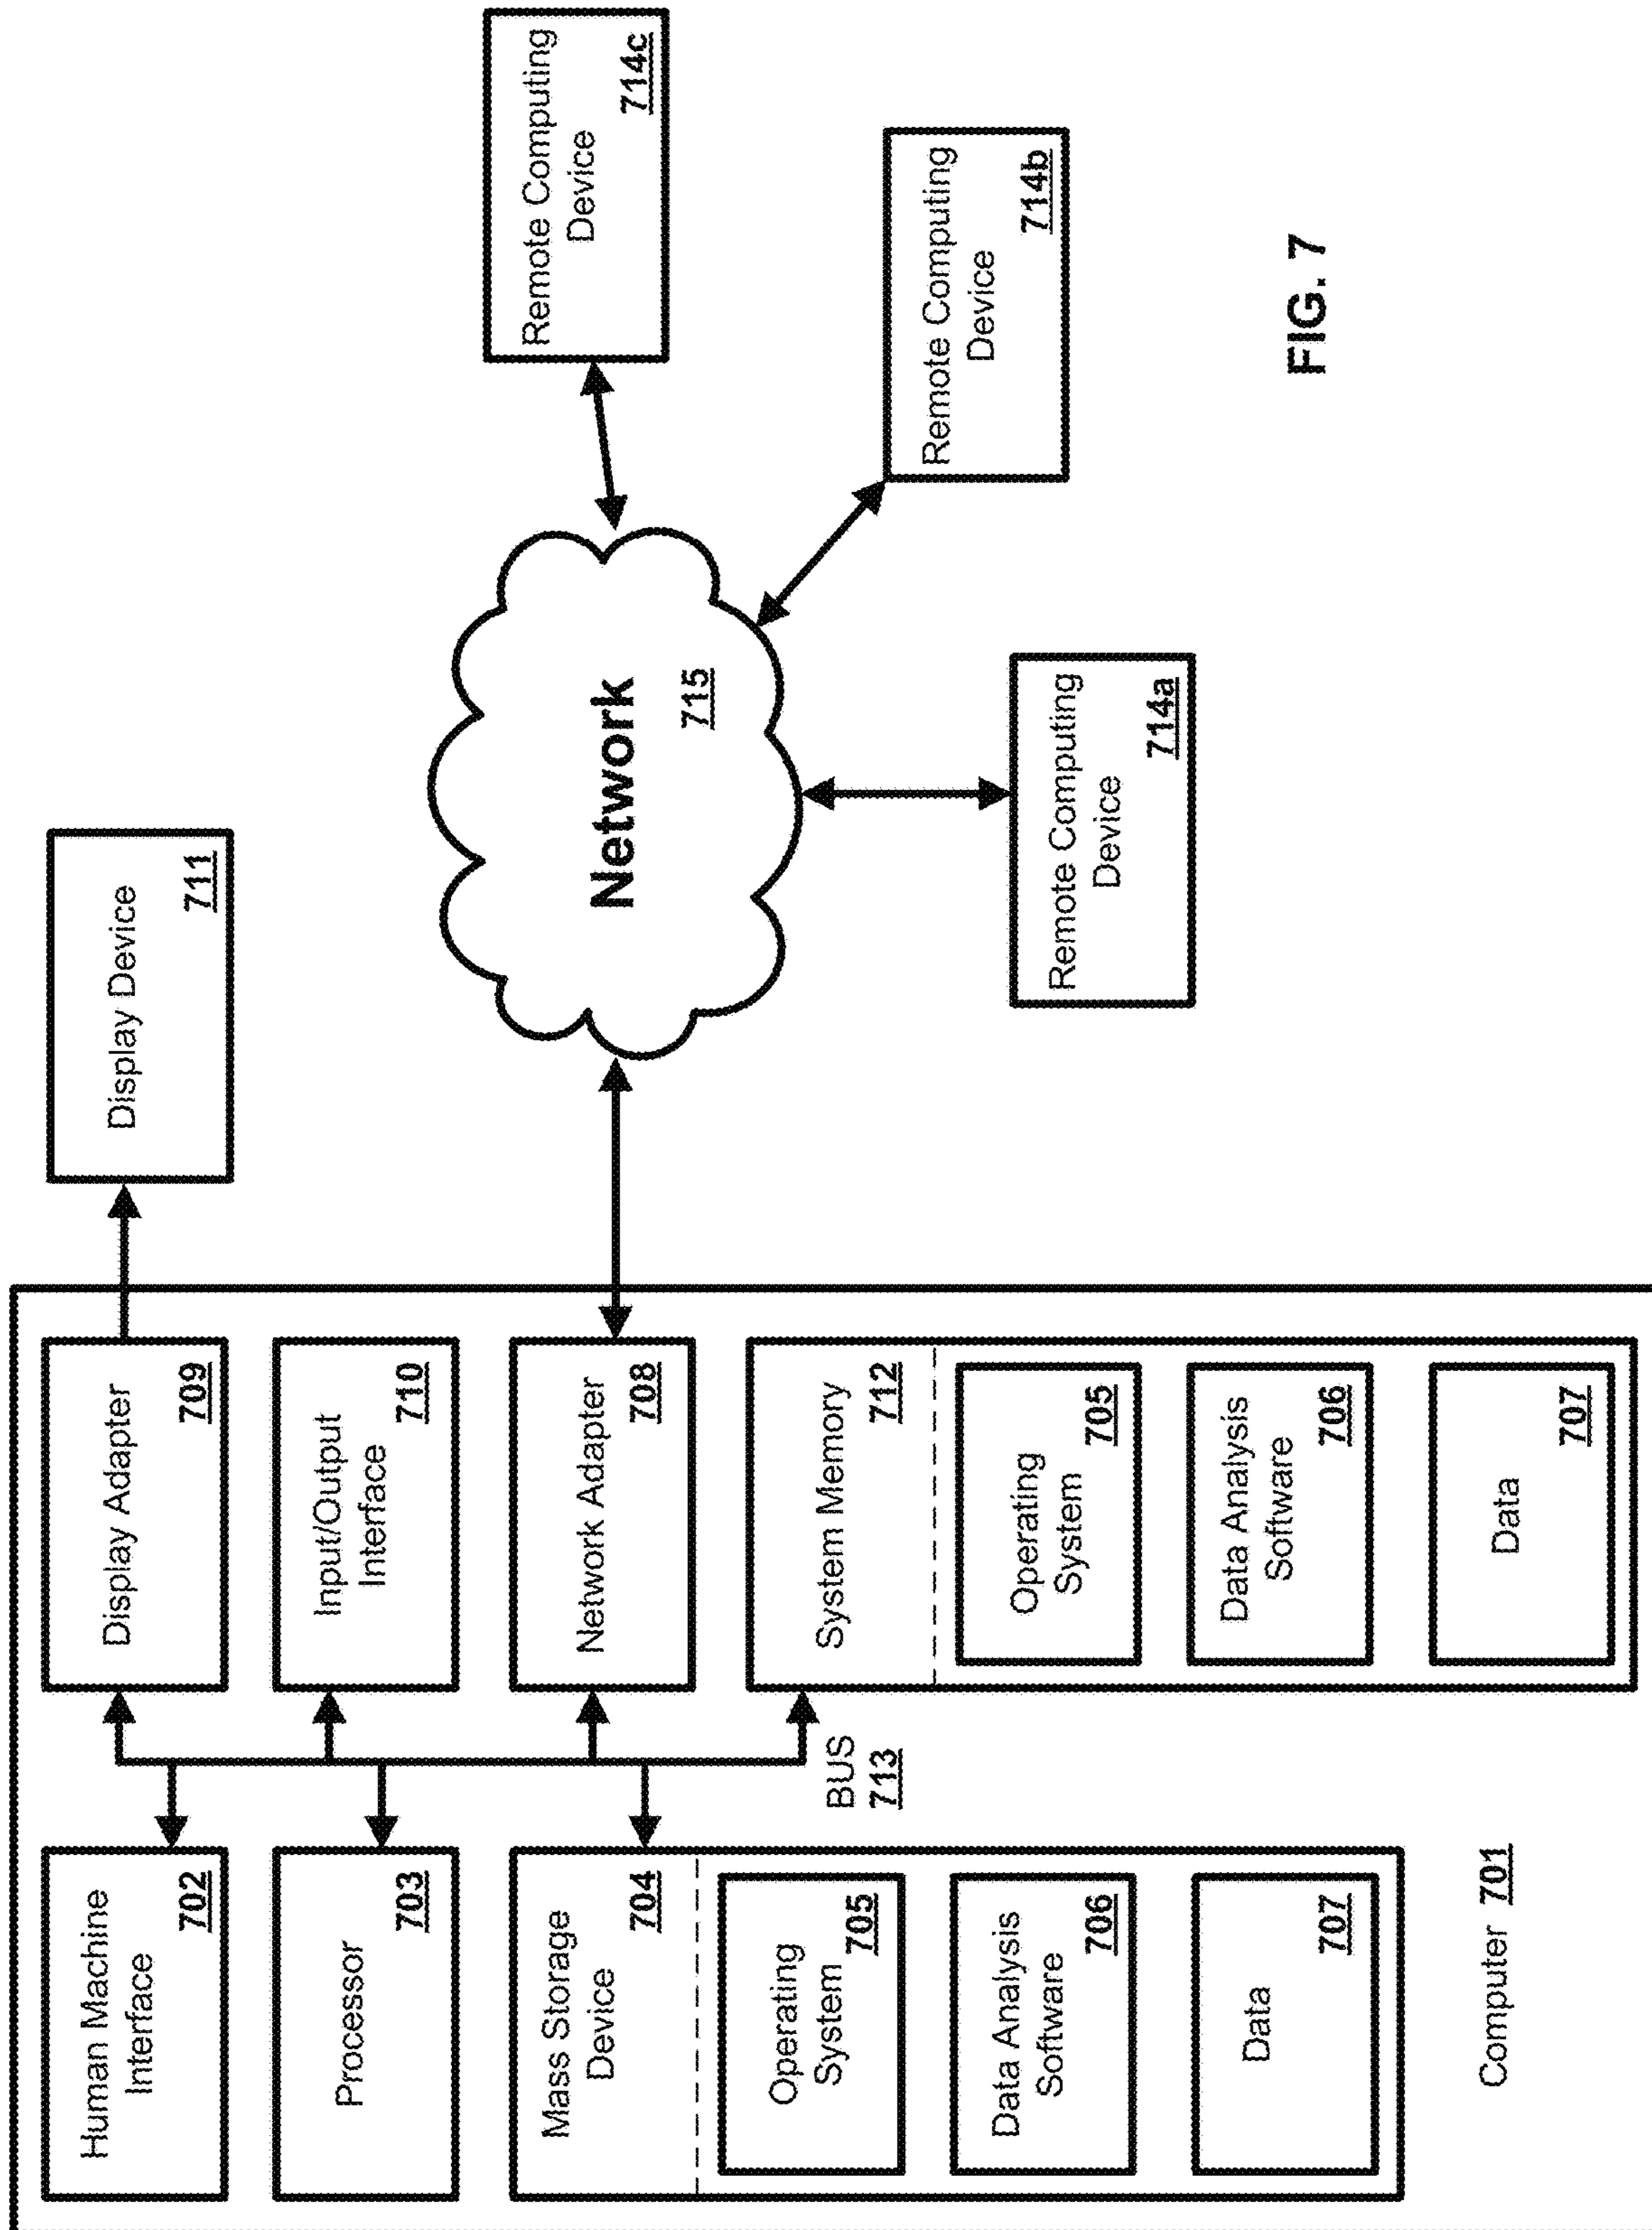 Human Machine
Interface
702
Processor
703
Mass Storage
Device
704
Operating
System
705
Data Analysis
Software
706
Data
707
Computer 701
BUS
713
Display Adapter
709
Input/Output
Interface
710
Network Adapter
708
System Memory
712
Operating
System
705
Data Analysis
Software
706
Data
707
Display Device
711
Network
715
Remote Computing
Device
714a
Remote Computing
Device
714b
Remote Computing
Device
714c
FIG. 7